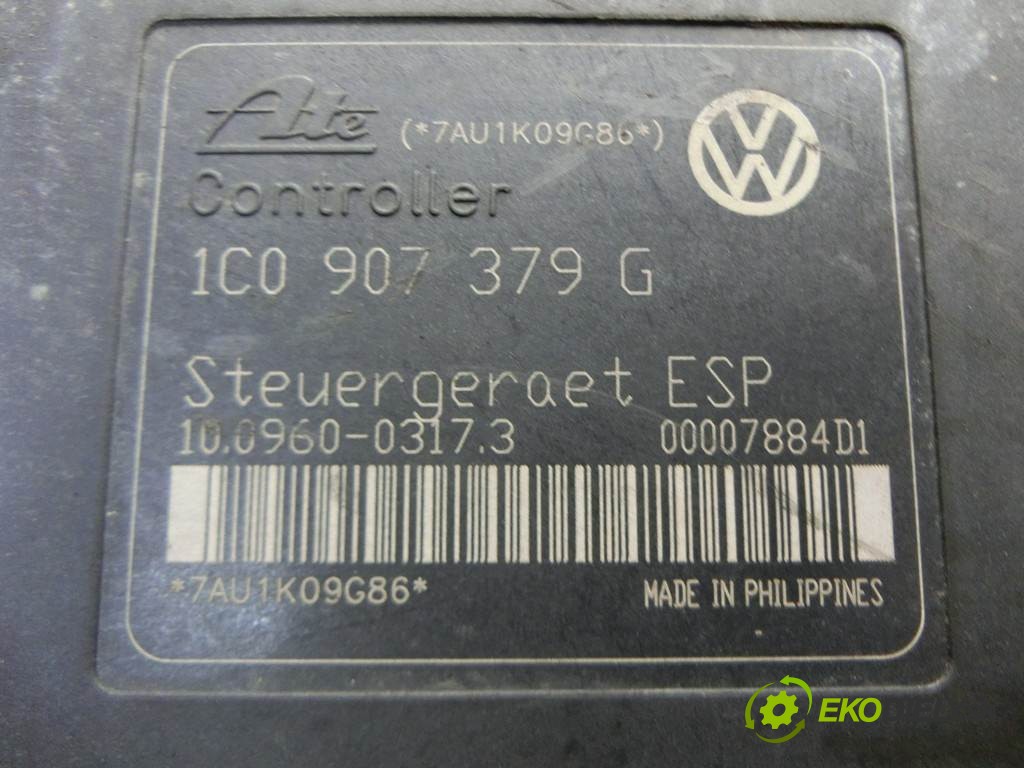 Ate (*7AU1K09G86*)
Controller
1C0 907 379 G
Steuergeraet ESP
10.0960-0317.3 00007884D1
*7AU1K09G86* MADE IN PHILIPPINES
EKO